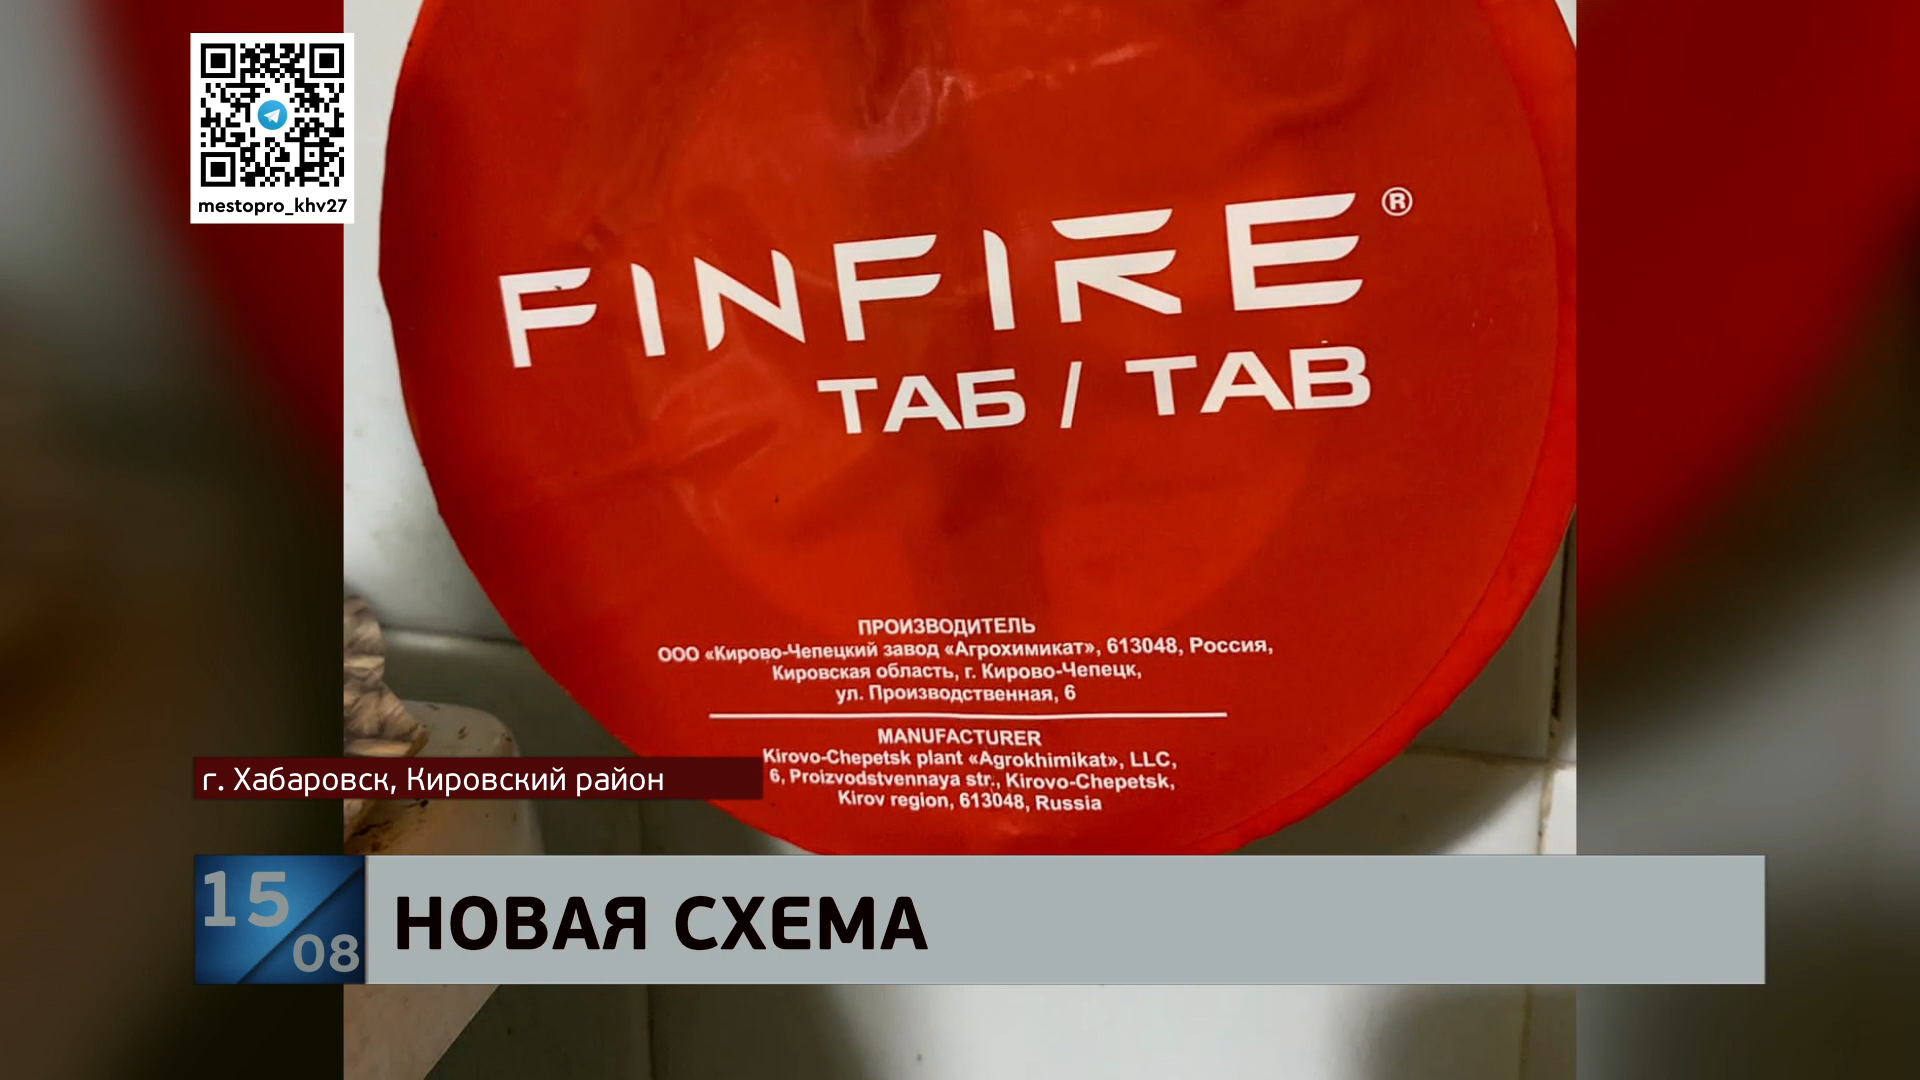 mestopro_khv27
FINFIRE®
ТАБ / TAB
ПРОИЗВОДИТЕЛЬ
ООО «Кирово-Чепецкий завод «Агрохимикат», 613048, Россия,
Кировская область, г. Кирово-Чепецк,
ул. Производственная, 6
MANUFACTURER
Kirovo-Chepetsk plant «Agrokhimikat», LLC,
6, Proizvodstvennaya str., Kirovo-Chepetsk,
Kirov region, 613048, Russia
г. Хабаровск, Кировский район
15
08
НОВАЯ СХЕМА